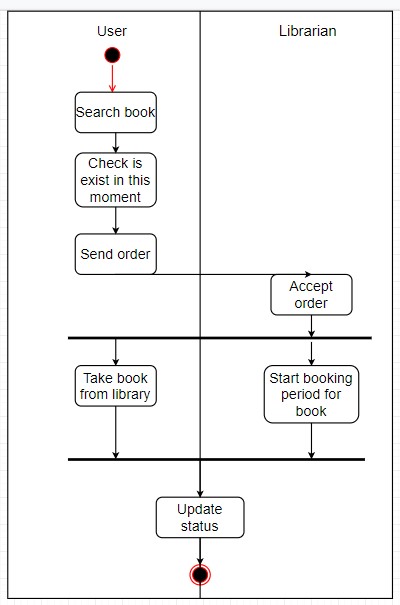 User
Librarian
Search book
Check is
exist in this
moment
Send order
Accept
order
Take book
from library
Start booking
period for
book
Update
status